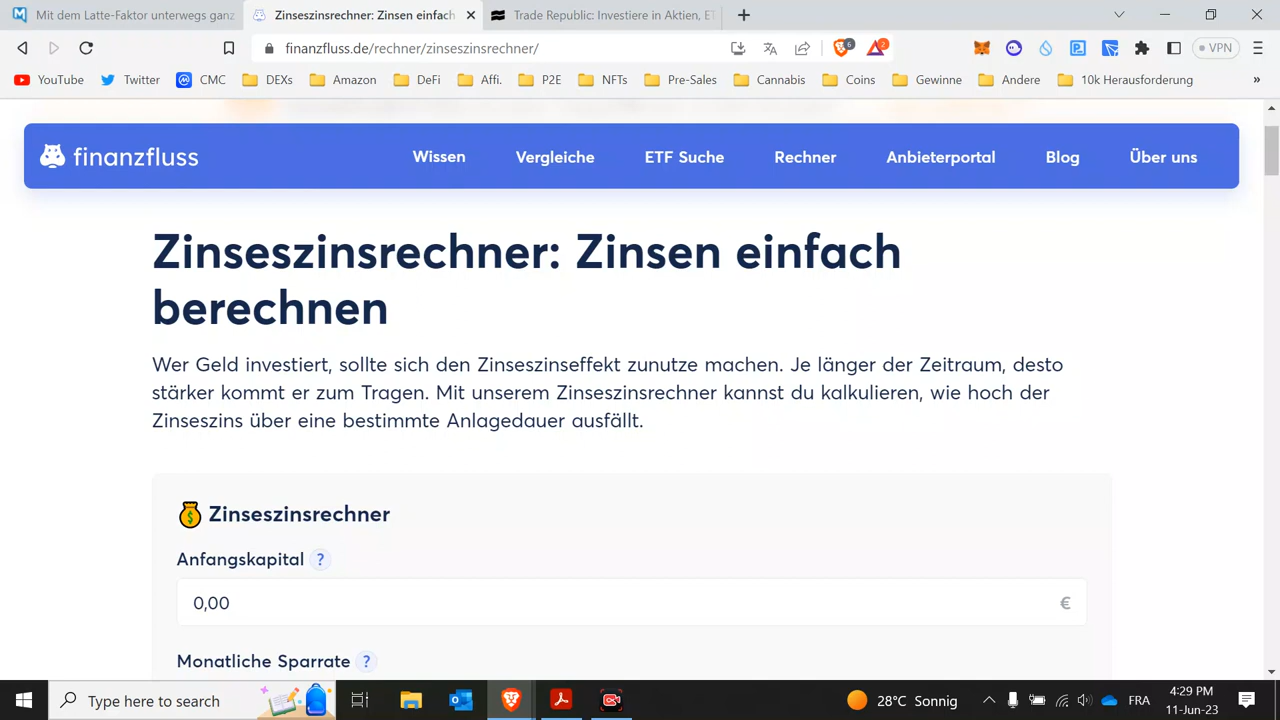 Mit dem Latte-Faktor unterwegs ganz
Zinseszinsrechner: Zinsen einfach
Trade Republic: Investiere in Aktien, ET
finanzfluss.de/rechner/zinseszinsrechner/
6
2
VPN
YouTube
Twitter
CMC
DEXs
Amazon
DeFi
Affi.
P2E
NFTs
Pre-Sales
Cannabis
Coins
Gewinne
Andere
10k Herausforderung
»
finanzfluss
Wissen
Vergleiche
ETF Suche
Rechner
Anbieterportal
Blog
Über uns
Zinseszinsrechner: Zinsen einfach
berechnen
Wer Geld investiert, sollte sich den Zinseszinseffekt zunutze machen. Je länger der Zeitraum, desto
stärker kommt er zum Tragen. Mit unserem Zinseszinsrechner kannst du kalkulieren, wie hoch der
Zinseszins über eine bestimmte Anlagedauer ausfällt.
Zinseszinsrechner
Anfangskapital ?
0,00 €
Monatliche Sparrate ?
Type here to search
28°C Sonnig
FRA
4:29 PM
11-Jun-23